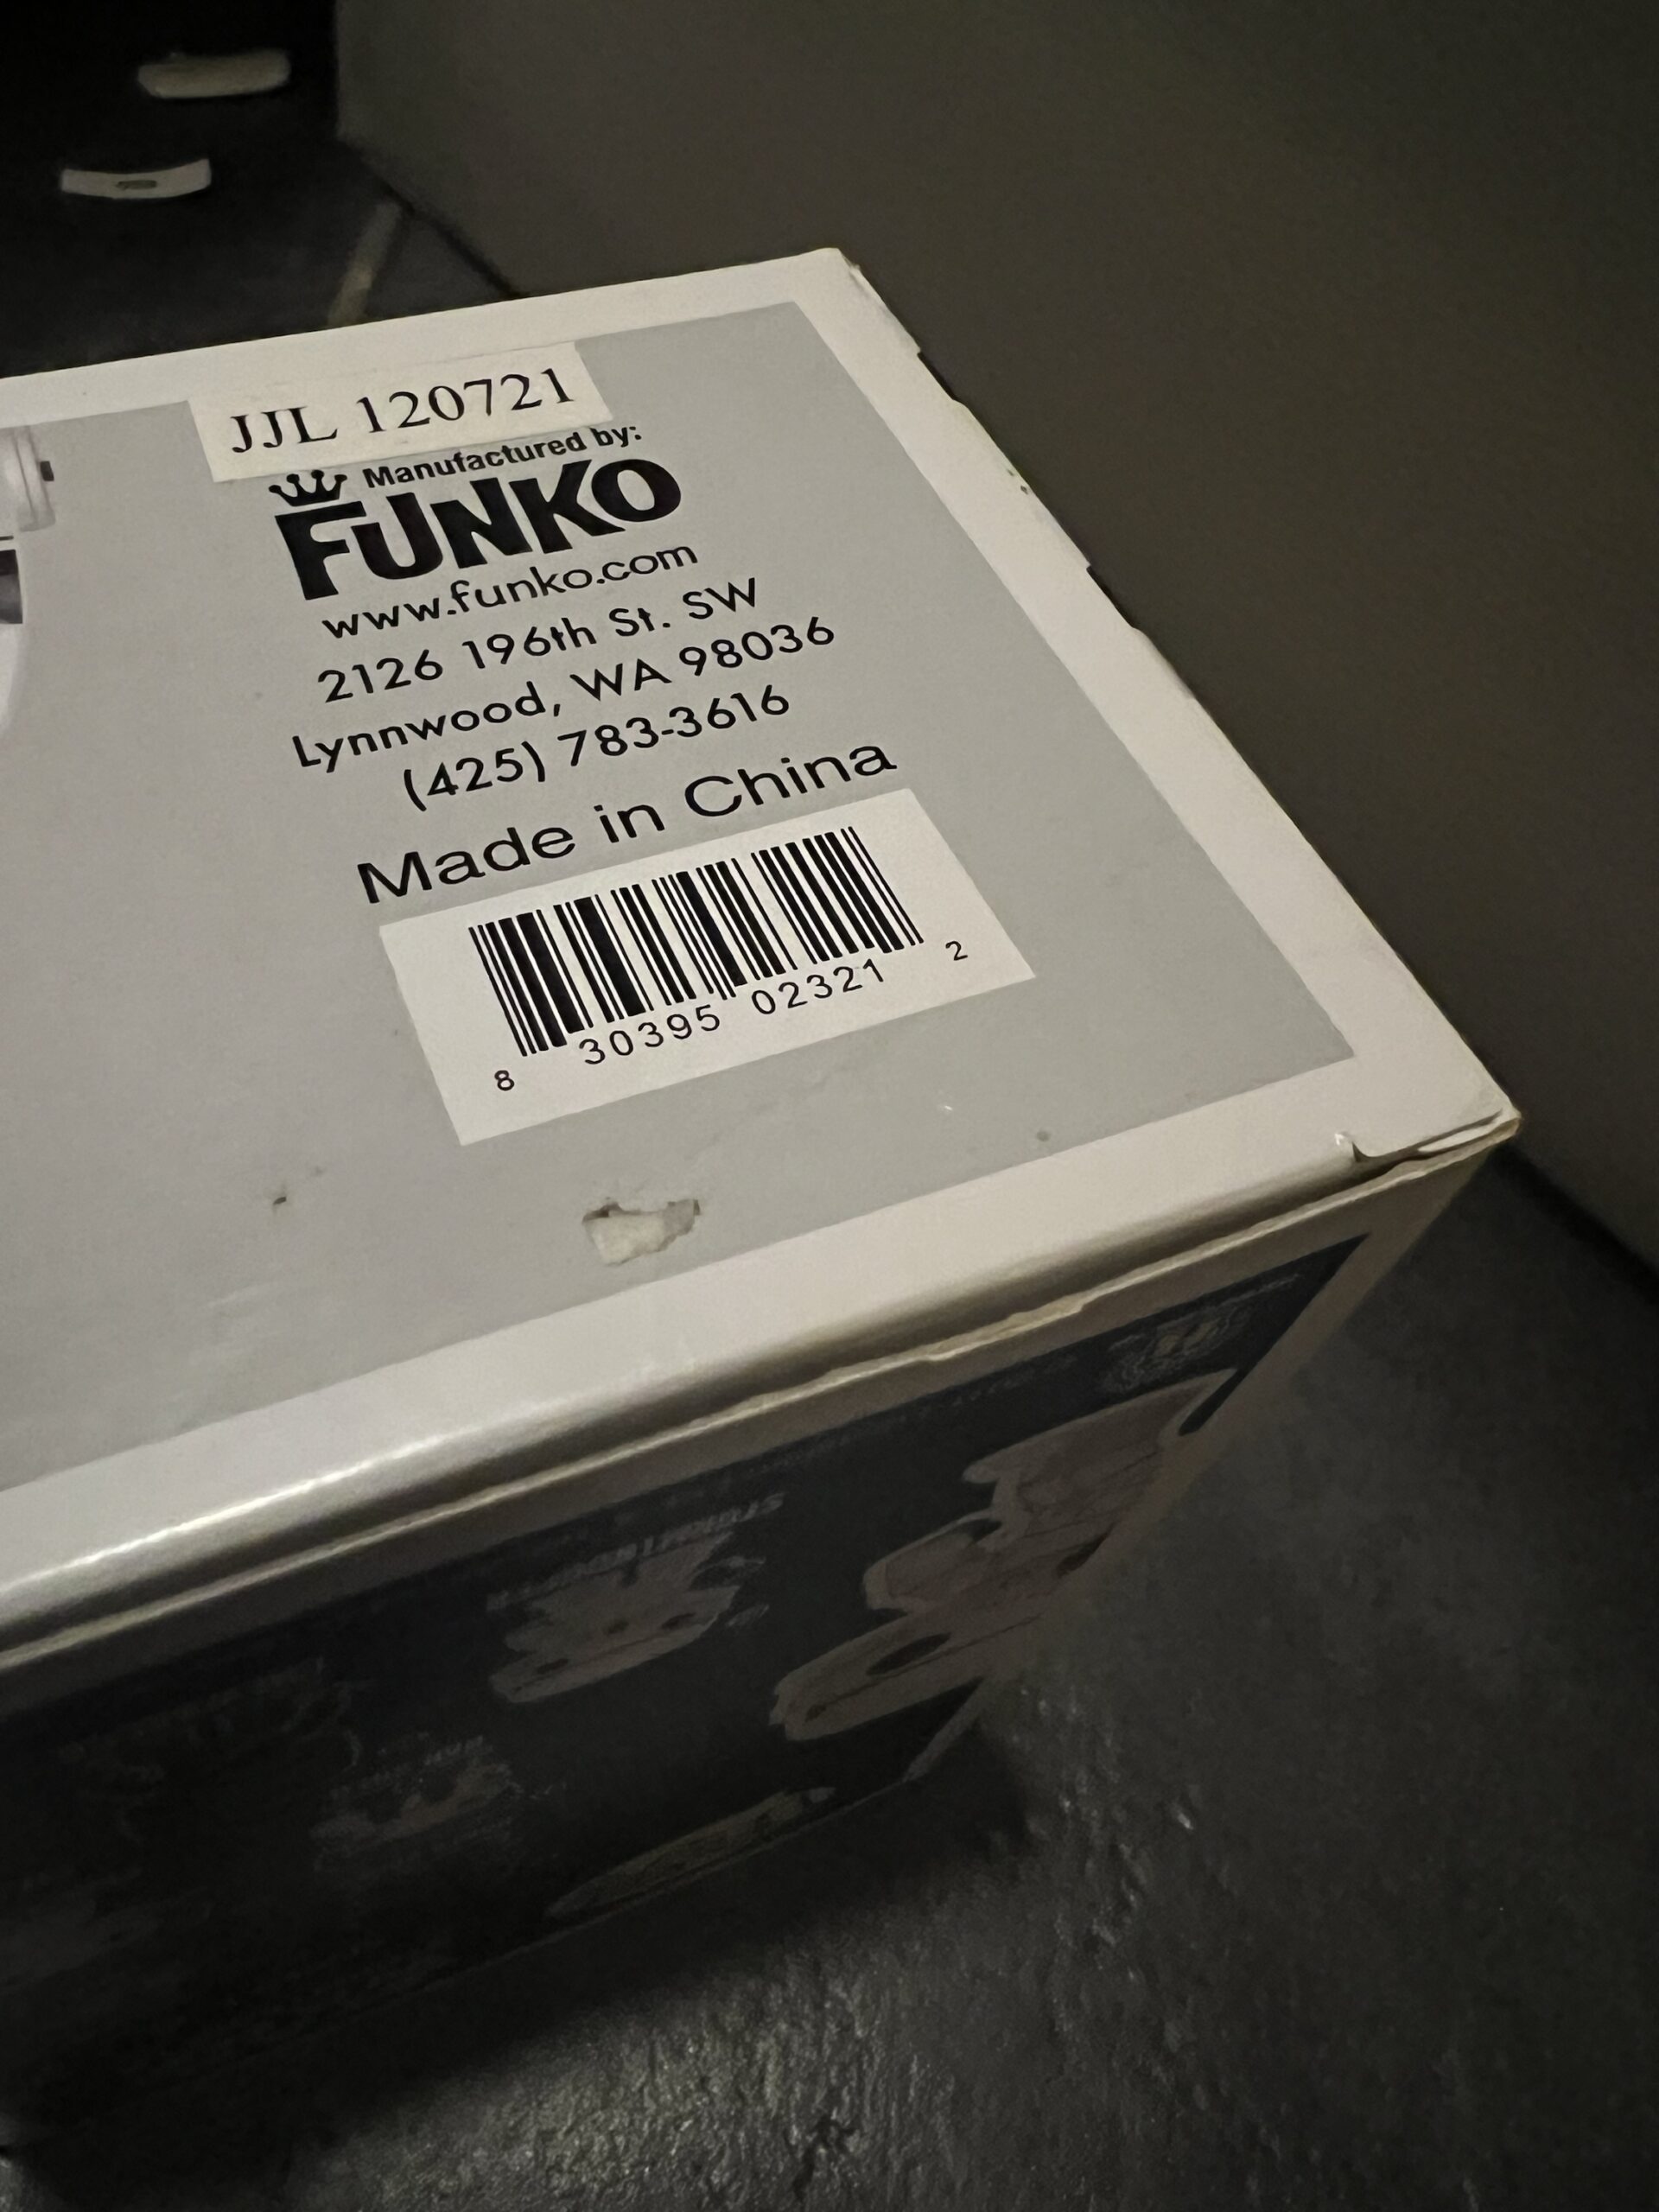 JJL 120721
Manufactured by:
FUNKO
www.funko.com
2126 196th St. SW
Lynnwood, WA 98036
(425) 783-3616
Made in China
8 30395 02321 2